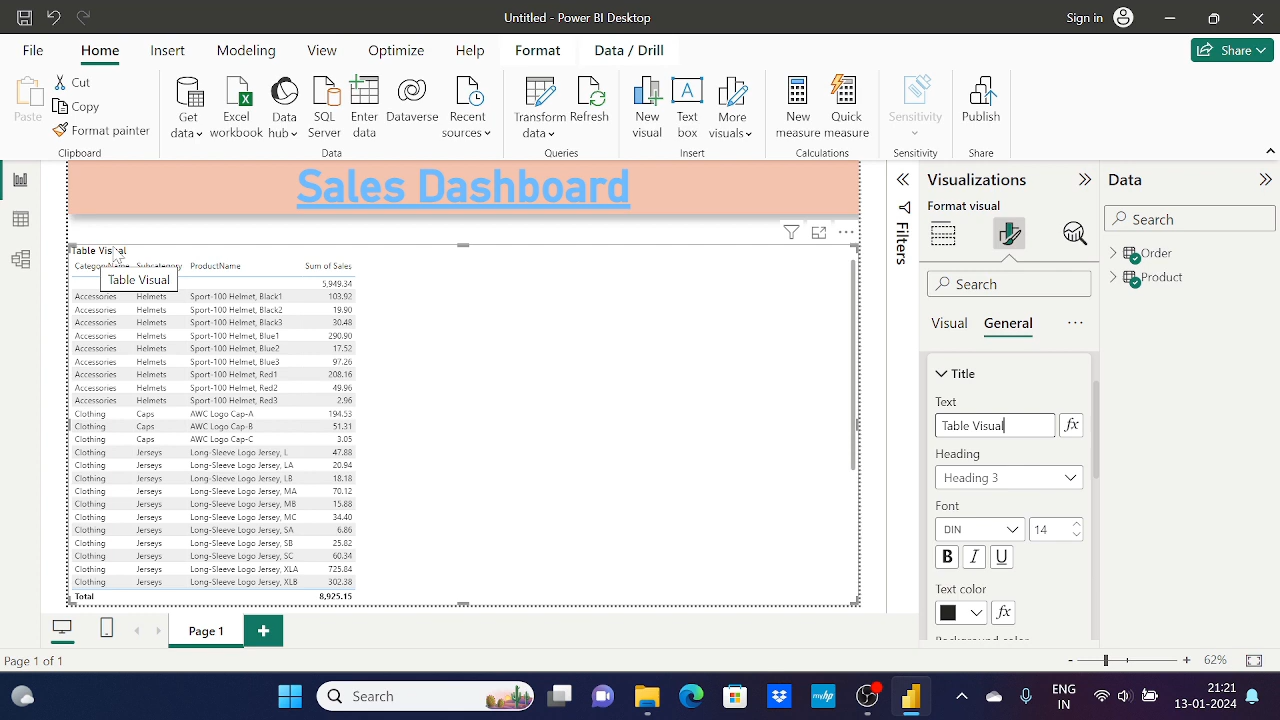 Untitled - Power BI Desktop
Sign in
File
Home
Insert
Modeling
View
Optimize
Help
Format
Data / Drill
Share
Paste
Cut
Copy
Format painter
Clipboard
Get data
Excel workbook
Data hub
SQL Server
Enter data
Dataverse
Recent sources
Data
Transform data
Refresh
Queries
New visual
Text box
More visuals
Insert
New measure
Quick measure
Calculations
Sensitivity
Sensitivity
Publish
Share
Sales Dashboard
Table Visual
CategoryName Subcategory ProductName Sum of Sales
Table Visual
5,949.34
Accessories Helmets Sport-100 Helmet, Black1 103.92
Accessories Helmets Sport-100 Helmet, Black2 19.90
Accessories Helmets Sport-100 Helmet, Black3 30.48
Accessories Helmets Sport-100 Helmet, Blue1 290.90
Accessories Helmets Sport-100 Helmet, Blue2 17.52
Accessories Helmets Sport-100 Helmet, Blue3 97.26
Accessories Helmets Sport-100 Helmet, Red1 208.16
Accessories Helmets Sport-100 Helmet, Red2 49.96
Accessories Helmets Sport-100 Helmet, Red3 2.96
Clothing Caps AWC Logo Cap-A 194.53
Clothing Caps AWC Logo Cap-B 51.31
Clothing Caps AWC Logo Cap-C 3.05
Clothing Jerseys Long-Sleeve Logo Jersey, L 47.88
Clothing Jerseys Long-Sleeve Logo Jersey, LA 20.94
Clothing Jerseys Long-Sleeve Logo Jersey, LB 18.18
Clothing Jerseys Long-Sleeve Logo Jersey, MA 70.12
Clothing Jerseys Long-Sleeve Logo Jersey, MB 15.88
Clothing Jerseys Long-Sleeve Logo Jersey, MC 34.40
Clothing Jerseys Long-Sleeve Logo Jersey, SA 6.86
Clothing Jerseys Long-Sleeve Logo Jersey, SB 25.82
Clothing Jerseys Long-Sleeve Logo Jersey, SC 60.34
Clothing Jerseys Long-Sleeve Logo Jersey, XLA 725.84
Clothing Jerseys Long-Sleeve Logo Jersey, XLB 302.38
Total 8,925.15
Filters
Visualizations
Format visual
Search
Visual
General
Title
Text
Table Visual
fx
Heading
Heading 3
Font
DIN
14
B I U
Text color
fx
Background color
Data
Search
Order
Product
Page 1
Page 1 of 1
62%
Search
ENG
IN
21:21
13-01-2024